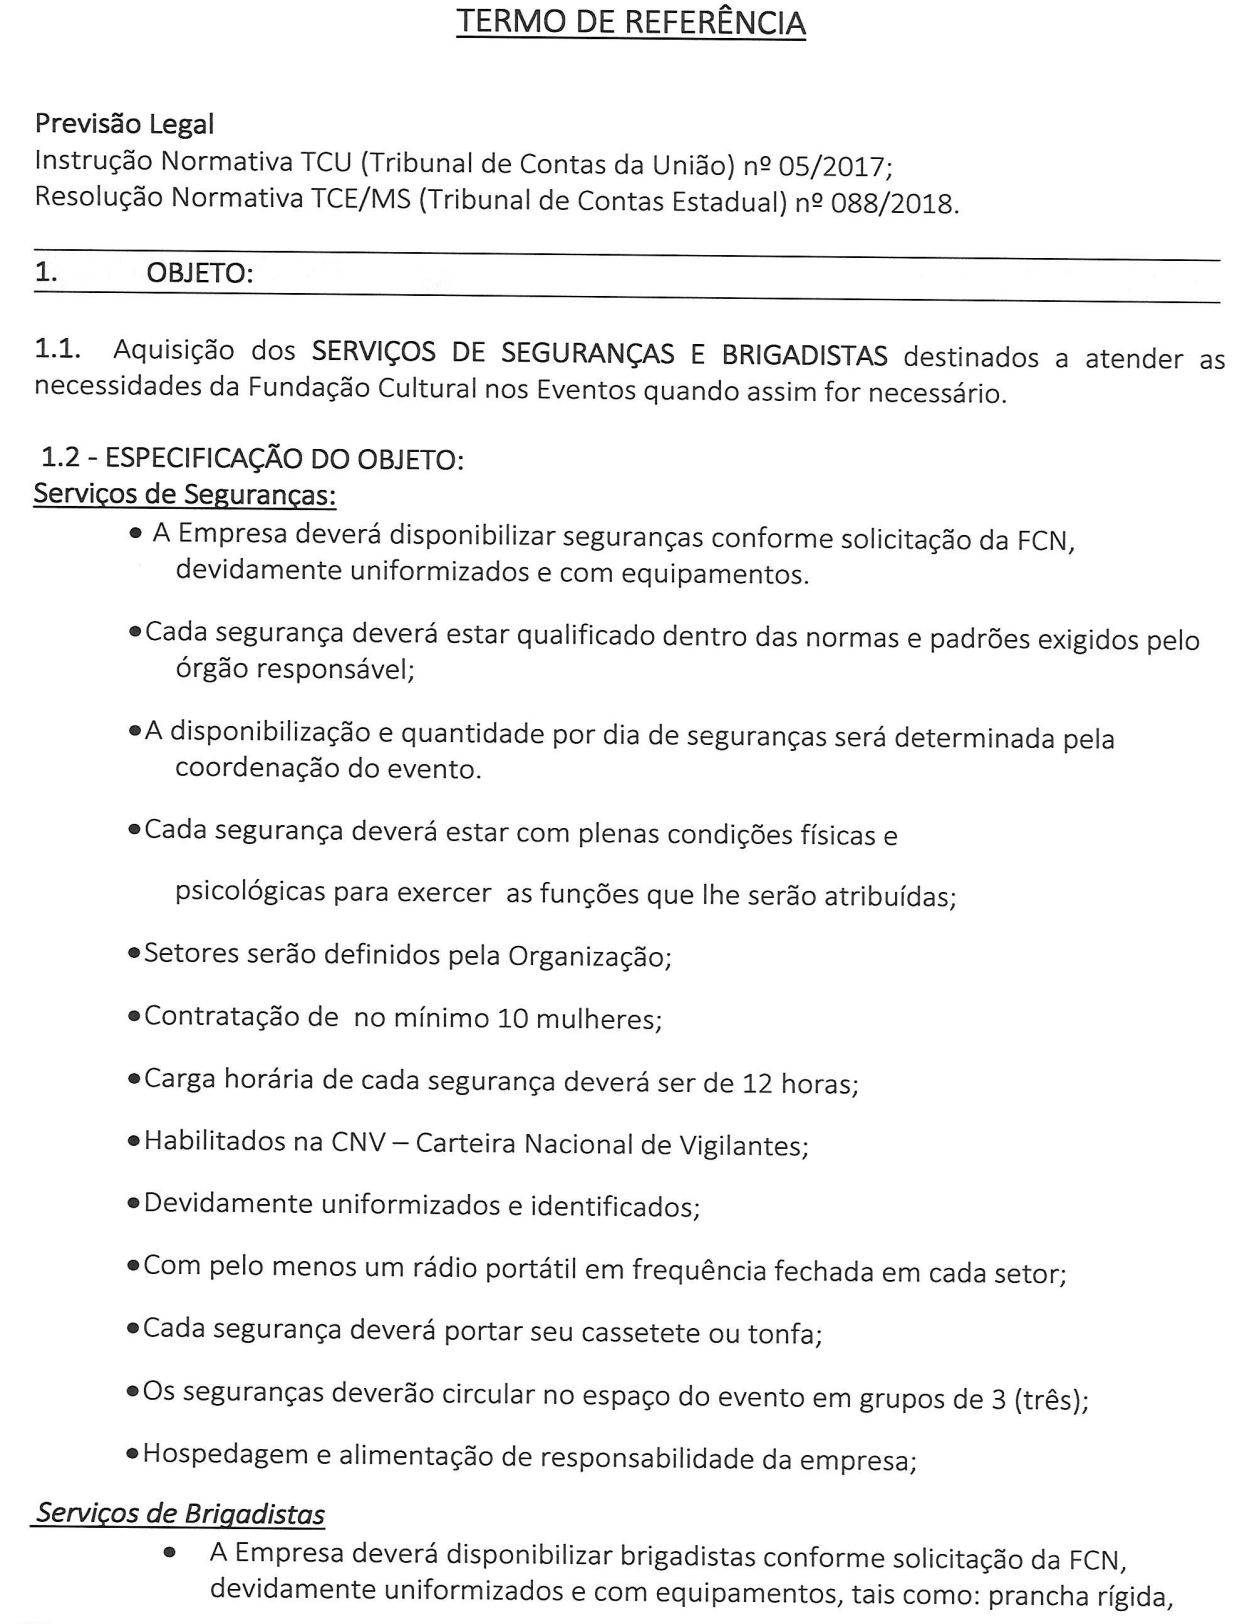 TERMO DE REFERÊNCIA
Previsão Legal
Instrução Normativa TCU (Tribunal de Contas da União) nº 05/2017;
Resolução Normativa TCE/MS (Tribunal de Contas Estadual) nº 088/2018.
1. OBJETO:
1.1. Aquisição dos SERVIÇOS DE SEGURANÇAS E BRIGADISTAS destinados a atender as
necessidades da Fundação Cultural nos Eventos quando assim for necessário.
1.2 - ESPECIFICAÇÃO DO OBJETO:
Serviços de Seguranças:
• A Empresa deverá disponibilizar seguranças conforme solicitação da FCN,
devidamente uniformizados e com equipamentos.
•Cada segurança deverá estar qualificado dentro das normas e padrões exigidos pelo
órgão responsável;
•A disponibilização e quantidade por dia de seguranças será determinada pela
coordenação do evento.
•Cada segurança deverá estar com plenas condições físicas e
psicológicas para exercer as funções que lhe serão atribuídas;
•Setores serão definidos pela Organização;
•Contratação de no mínimo 10 mulheres;
•Carga horária de cada segurança deverá ser de 12 horas;
•Habilitados na CNV – Carteira Nacional de Vigilantes;
•Devidamente uniformizados e identificados;
•Com pelo menos um rádio portátil em frequência fechada em cada setor;
•Cada segurança deverá portar seu cassetete ou tonfa;
•Os seguranças deverão circular no espaço do evento em grupos de 3 (três);
•Hospedagem e alimentação de responsabilidade da empresa;
Serviços de Brigadistas
• A Empresa deverá disponibilizar brigadistas conforme solicitação da FCN,
devidamente uniformizados e com equipamentos, tais como: prancha rígida,